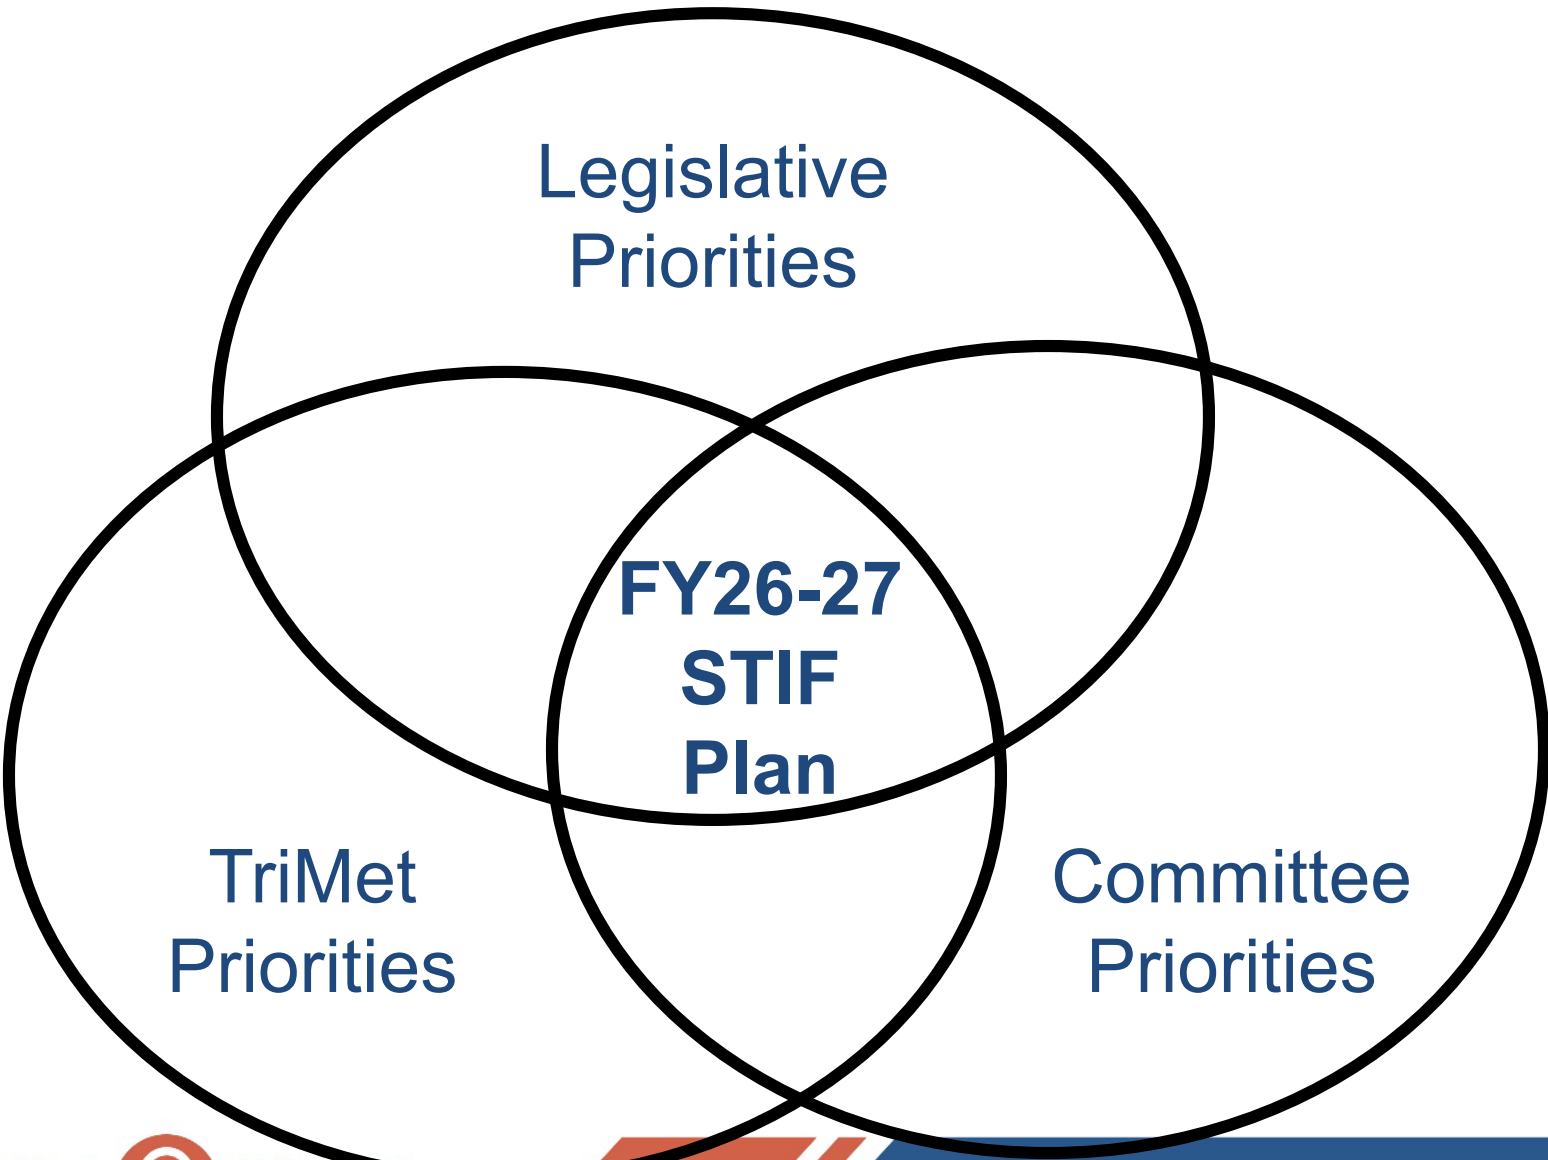 Legislative
Priorities
FY26-27
STIF
Plan
TriMet
Priorities
Committee
Priorities